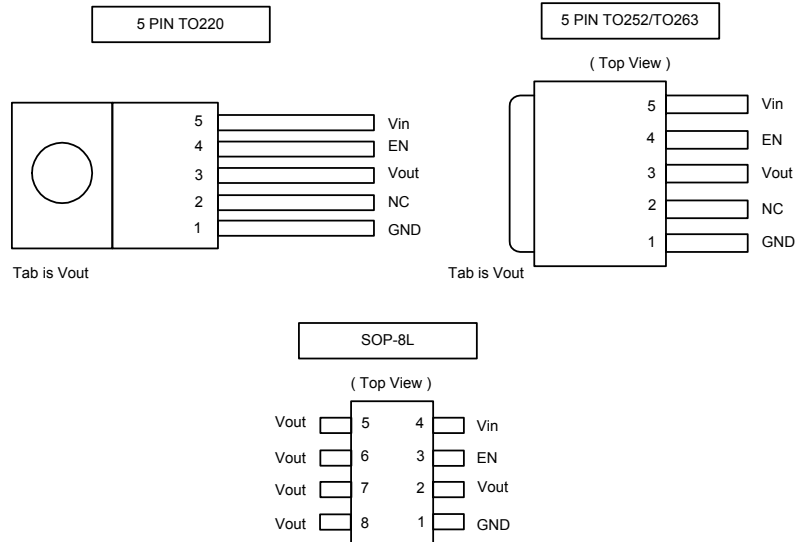 5 PIN TO220
5 Vin
4 EN
3 Vout
2 NC
1 GND
Tab is Vout
5 PIN TO252/TO263
( Top View )
5 Vin
4 EN
3 Vout
2 NC
1 GND
Tab is Vout
SOP-8L
( Top View )
Vout 5 4 Vin
Vout 6 3 EN
Vout 7 2 Vout
Vout 8 1 GND